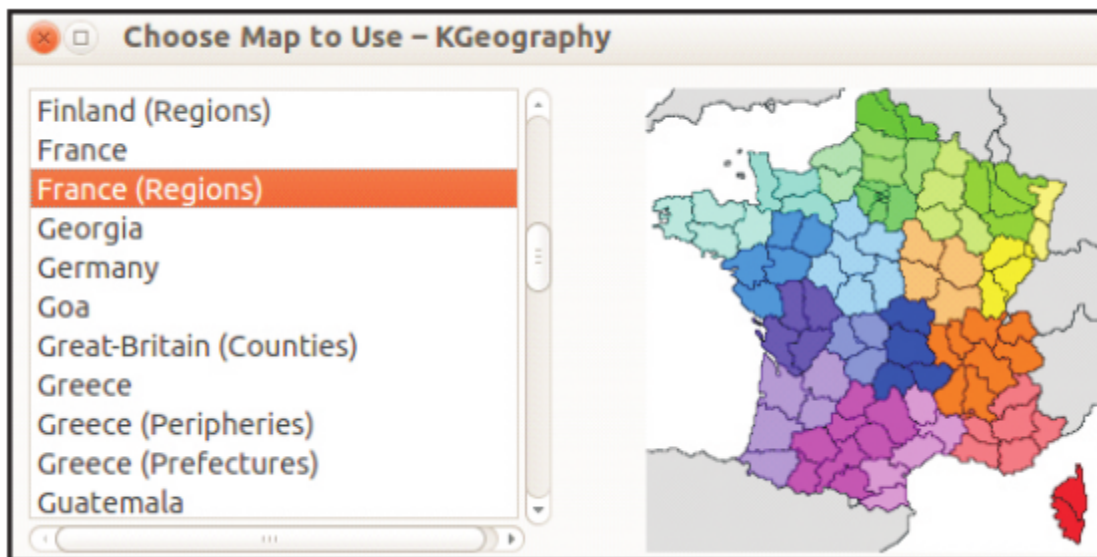 Choose Map to Use – KGeography
Finland (Regions)
France
France (Regions)
Georgia
Germany
Goa
Great-Britain (Counties)
Greece
Greece (Peripheries)
Greece (Prefectures)
Guatemala